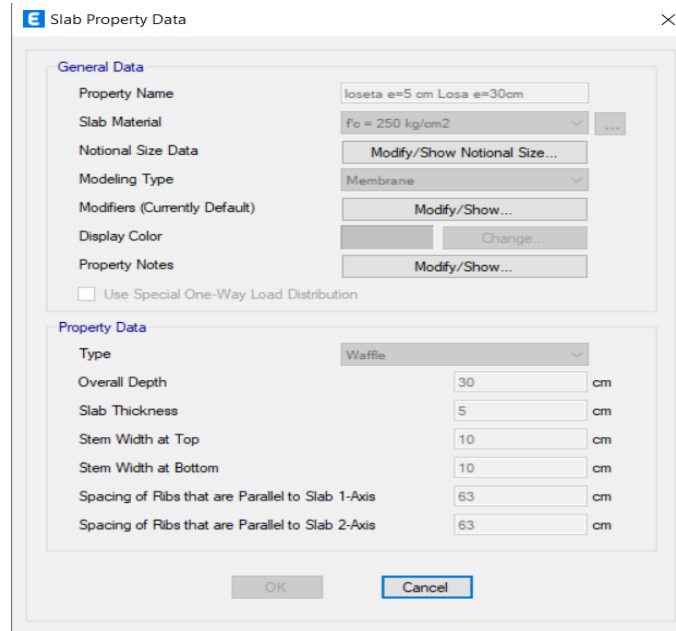 E Slab Property Data
General Data
Property Name loseta e=5 cm Losa e=30cm
Slab Material f'c = 250 kg/cm2 ...
Notional Size Data Modify/Show Notional Size...
Modeling Type Membrane
Modifiers (Currently Default) Modify/Show...
Display Color Change...
Property Notes Modify/Show...
Use Special One-Way Load Distribution
Property Data
Type Waffle
Overall Depth 30 cm
Slab Thickness 5 cm
Stem Width at Top 10 cm
Stem Width at Bottom 10 cm
Spacing of Ribs that are Parallel to Slab 1-Axis 63 cm
Spacing of Ribs that are Parallel to Slab 2-Axis 63 cm
OK Cancel